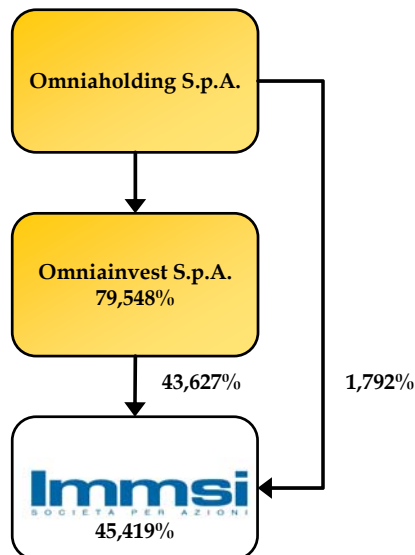 Omniaholding S.p.A.
Omniainvest S.p.A.
79,548%
43,627%
1,792%
Immsi
SOCIETÀ PER AZIONI
45,419%